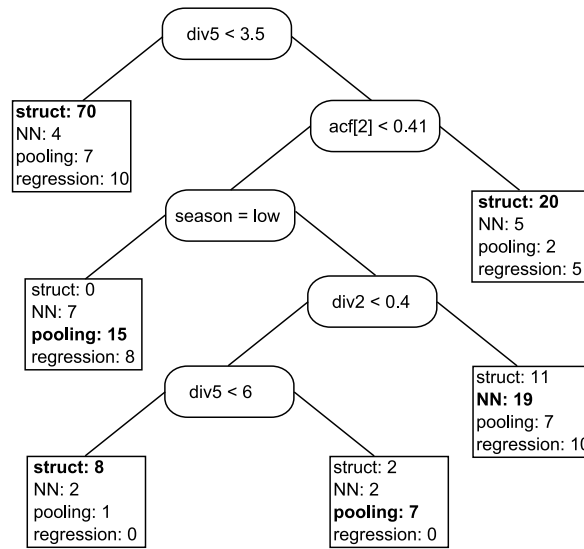 div5 < 3.5
struct: 70
NN: 4
pooling: 7
regression: 10
acf[2] < 0.41
struct: 20
NN: 5
pooling: 2
regression: 5
season = low
struct: 0
NN: 7
pooling: 15
regression: 8
div2 < 0.4
struct: 11
NN: 19
pooling: 7
regression: 10
div5 < 6
struct: 8
NN: 2
pooling: 1
regression: 0
struct: 2
NN: 2
pooling: 7
regression: 0